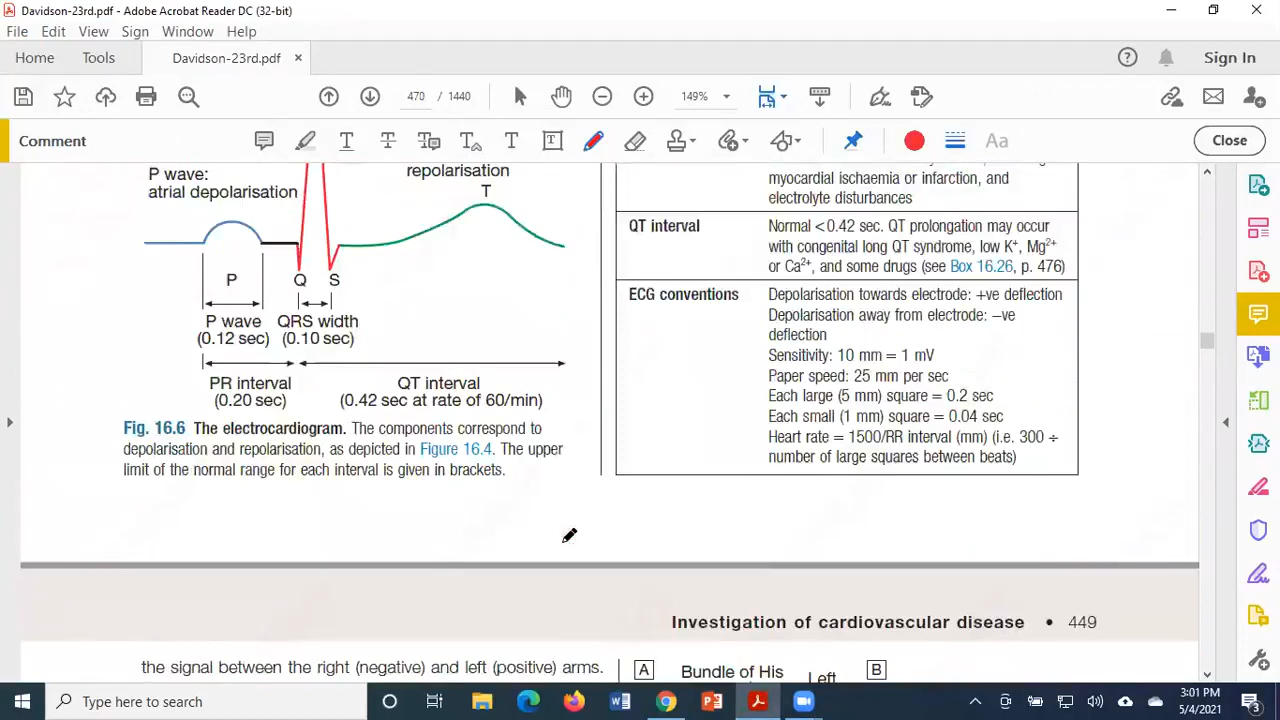 Davidson-23rd.pdf - Adobe Acrobat Reader DC (32-bit)
File Edit View Sign Window Help
Home Tools Davidson-23rd.pdf × Sign In
470 / 1440 149%
Comment Close
P wave:
atrial depolarisation
repolarisation
T
P
Q S
P wave QRS width
(0.12 sec) (0.10 sec)
PR interval QT interval
(0.20 sec) (0.42 sec at rate of 60/min)
Fig. 16.6 The electrocardiogram. The components correspond to
depolarisation and repolarisation, as depicted in Figure 16.4. The upper
limit of the normal range for each interval is given in brackets.
myocardial ischaemia or infarction, and
electrolyte disturbances
QT interval Normal <0.42 sec. QT prolongation may occur
with congenital long QT syndrome, low K+, Mg2+
or Ca2+, and some drugs (see Box 16.26, p. 476)
ECG conventions Depolarisation towards electrode: +ve deflection
Depolarisation away from electrode: −ve
deflection
Sensitivity: 10 mm = 1 mV
Paper speed: 25 mm per sec
Each large (5 mm) square = 0.2 sec
Each small (1 mm) square = 0.04 sec
Heart rate = 1500/RR interval (mm) (i.e. 300 ÷
number of large squares between beats)
Investigation of cardiovascular disease • 449
the signal between the right (negative) and left (positive) arms.
A Bundle of His B
Left
Type here to search
3:01 PM
5/4/2021
3